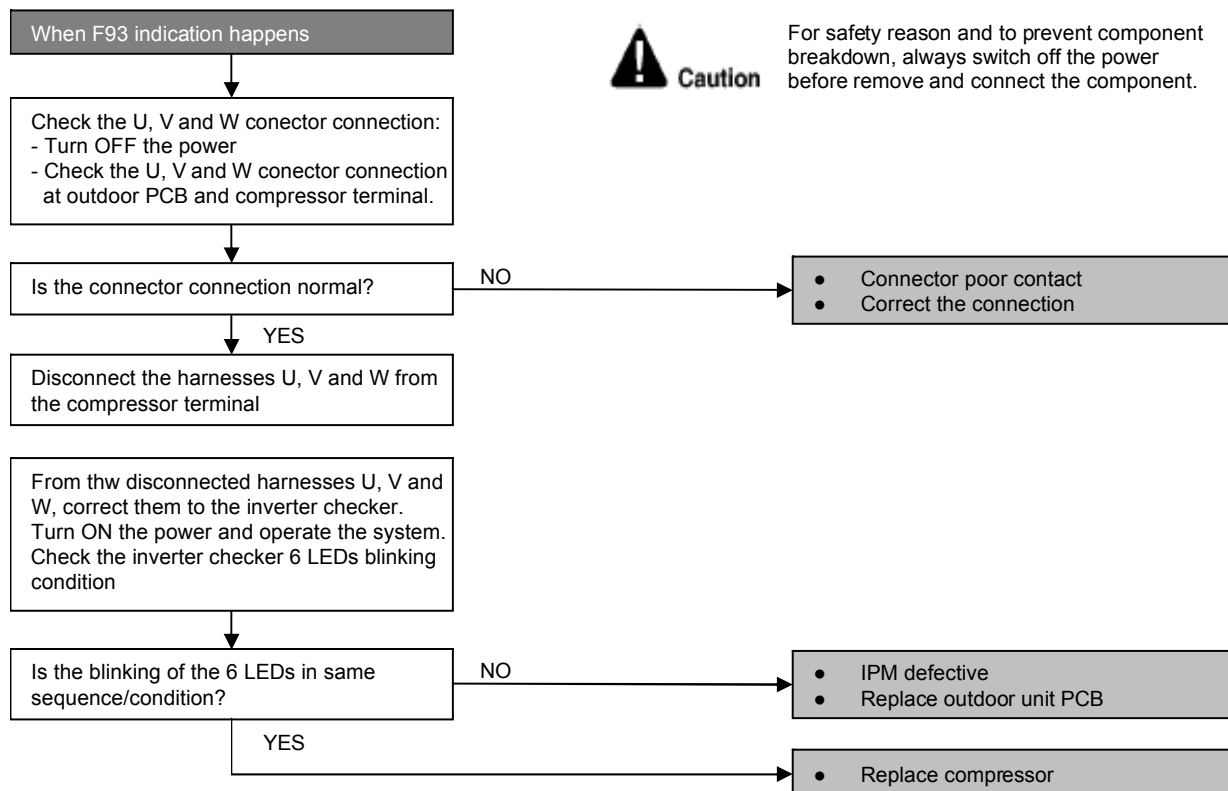 When F93 indication happens
Caution
For safety reason and to prevent component
breakdown, always switch off the power
before remove and connect the component.
Check the U, V and W conector connection:
- Turn OFF the power
- Check the U, V and W conector connection
at outdoor PCB and compressor terminal.
Is the connector connection normal?
NO
● Connector poor contact
● Correct the connection
YES
Disconnect the harnesses U, V and W from
the compressor terminal
From thw disconnected harnesses U, V and
W, correct them to the inverter checker.
Turn ON the power and operate the system.
Check the inverter checker 6 LEDs blinking
condition
Is the blinking of the 6 LEDs in same
sequence/condition?
NO
● IPM defective
● Replace outdoor unit PCB
YES
● Replace compressor